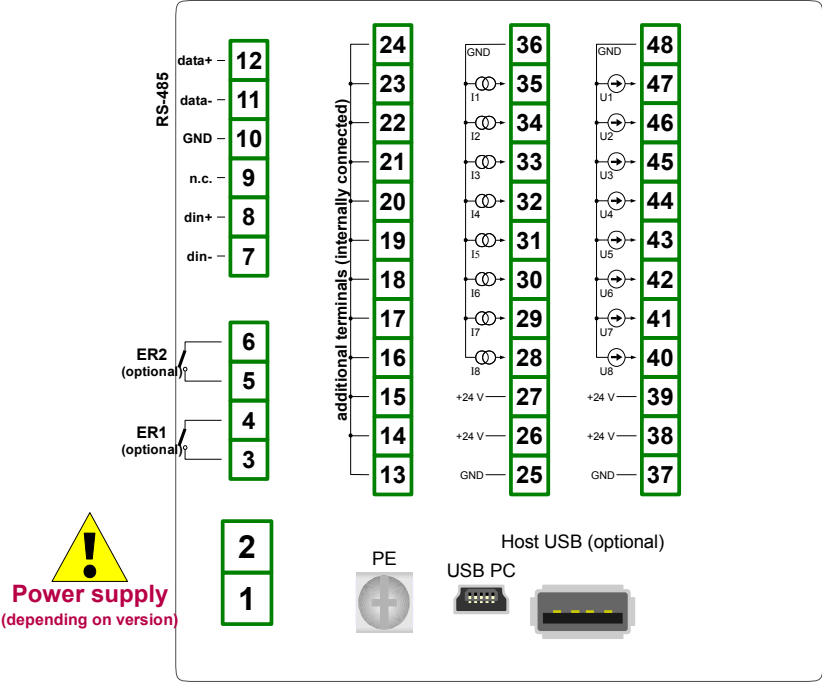 RS-485
data+
12
data-
11
GND
10
n.c.
9
din+
8
din-
7
ER2
(optional)
6
5
ER1
(optional)
4
3
Power supply
(depending on version)
2
1
additional terminals (internally connected)
24
23
22
21
20
19
18
17
16
15
14
13
GND
36
I1
35
I2
34
I3
33
I4
32
I5
31
I6
30
I7
29
I8
28
+24 V
27
+24 V
26
GND
25
GND
48
U1
47
U2
46
U3
45
U4
44
U5
43
U6
42
U7
41
U8
40
+24 V
39
+24 V
38
GND
37
PE
USB PC
Host USB (optional)